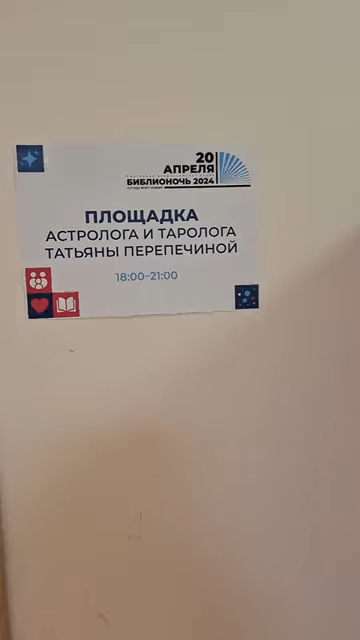 20
АПРЕЛЯ
БИБЛИОНОЧЬ 2024
ПЛОЩАДКА
АСТРОЛОГА И ТАРОЛОГА
ТАТЬЯНЫ ПЕРЕПЕЧИНОЙ
18:00–21:00